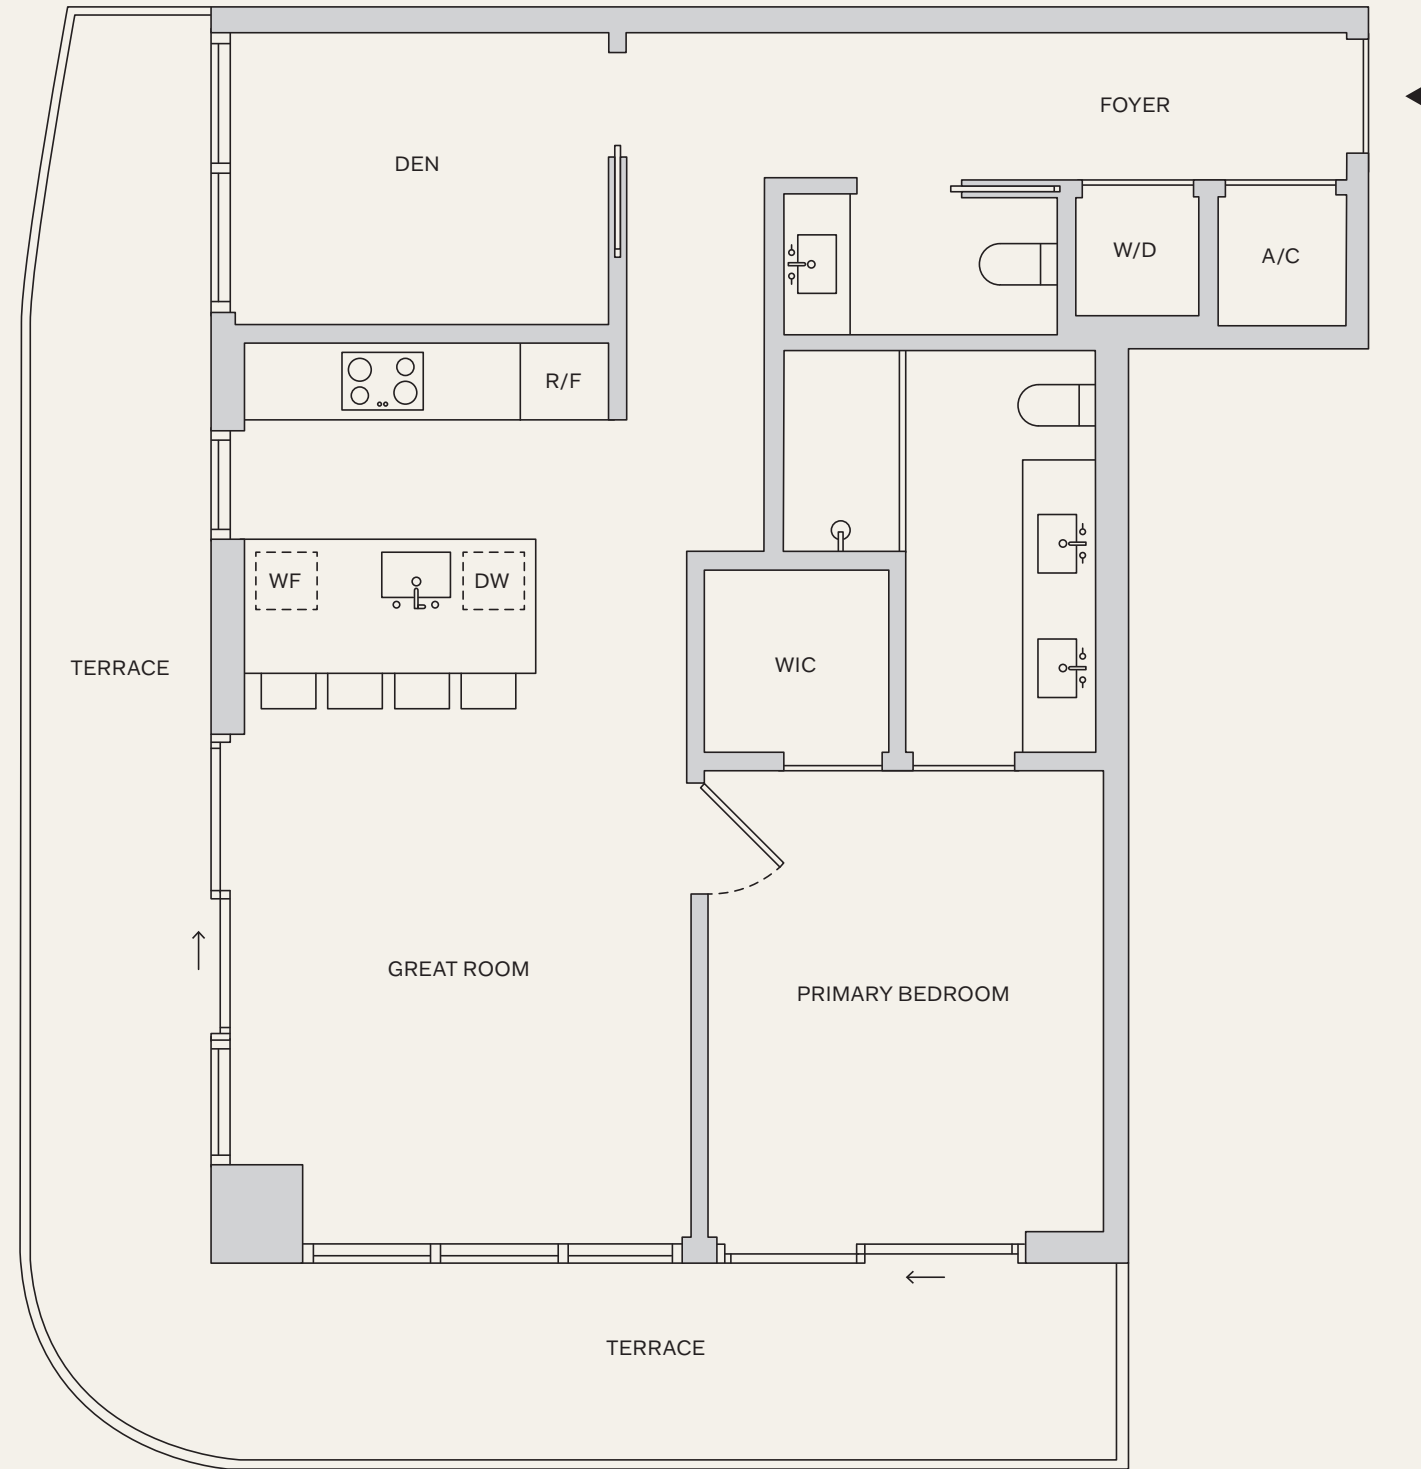 FOYER
DEN
W/D
A/C
R/F
WF
DW
TERRACE
WIC
GREAT ROOM
PRIMARY BEDROOM
TERRACE